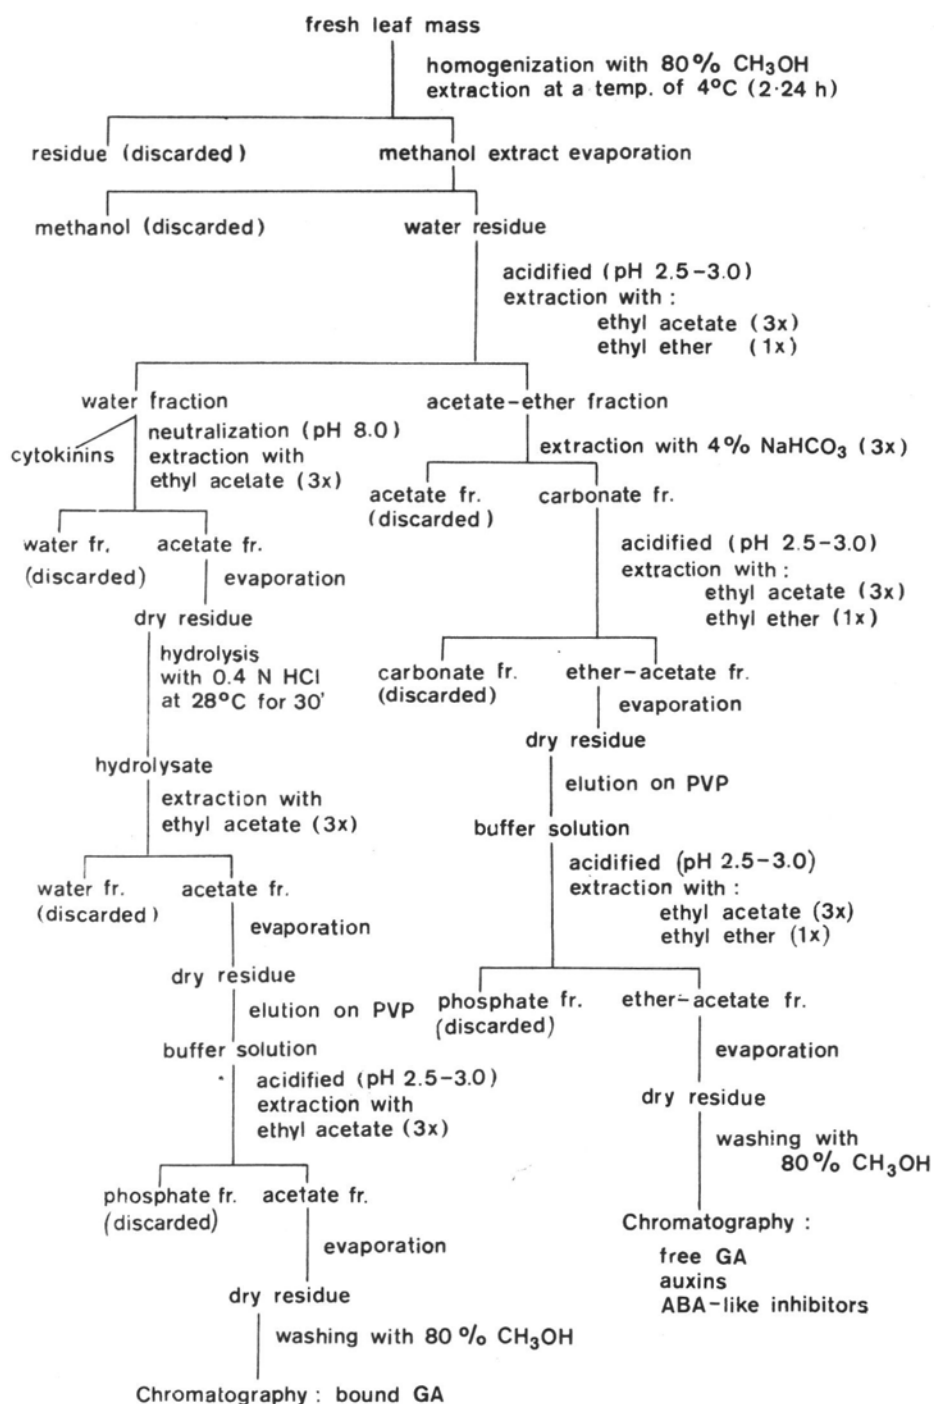 fresh leaf mass
homogenization with 80% CH₃OH
extraction at a temp. of 4°C (2·24 h)
residue (discarded)
methanol extract evaporation
methanol (discarded)
water residue
acidified (pH 2.5-3.0)
extraction with :
ethyl acetate (3x)
ethyl ether (1x)
water fraction
acetate-ether fraction
cytokinins
neutralization (pH 8.0)
extraction with
ethyl acetate (3x)
extraction with 4% NaHCO₃ (3x)
acetate fr.
(discarded)
carbonate fr.
water fr.
(discarded)
acetate fr.
evaporation
dry residue
acidified (pH 2.5-3.0)
extraction with :
ethyl acetate (3x)
ethyl ether (1x)
hydrolysis
with 0.4 N HCl
at 28°C for 30'
carbonate fr.
(discarded)
ether-acetate fr.
evaporation
dry residue
hydrolysate
extraction with
ethyl acetate (3x)
elution on PVP
buffer solution
water fr.
(discarded)
acetate fr.
evaporation
dry residue
acidified (pH 2.5-3.0)
extraction with :
ethyl acetate (3x)
ethyl ether (1x)
elution on PVP
buffer solution
phosphate fr.
(discarded)
ether-acetate fr.
evaporation
dry residue
acidified (pH 2.5-3.0)
extraction with
ethyl acetate (3x)
washing with
80% CH₃OH
phosphate fr.
(discarded)
acetate fr.
evaporation
dry residue
Chromatography :
free GA
auxins
ABA-like inhibitors
washing with 80% CH₃OH
Chromatography : bound GA